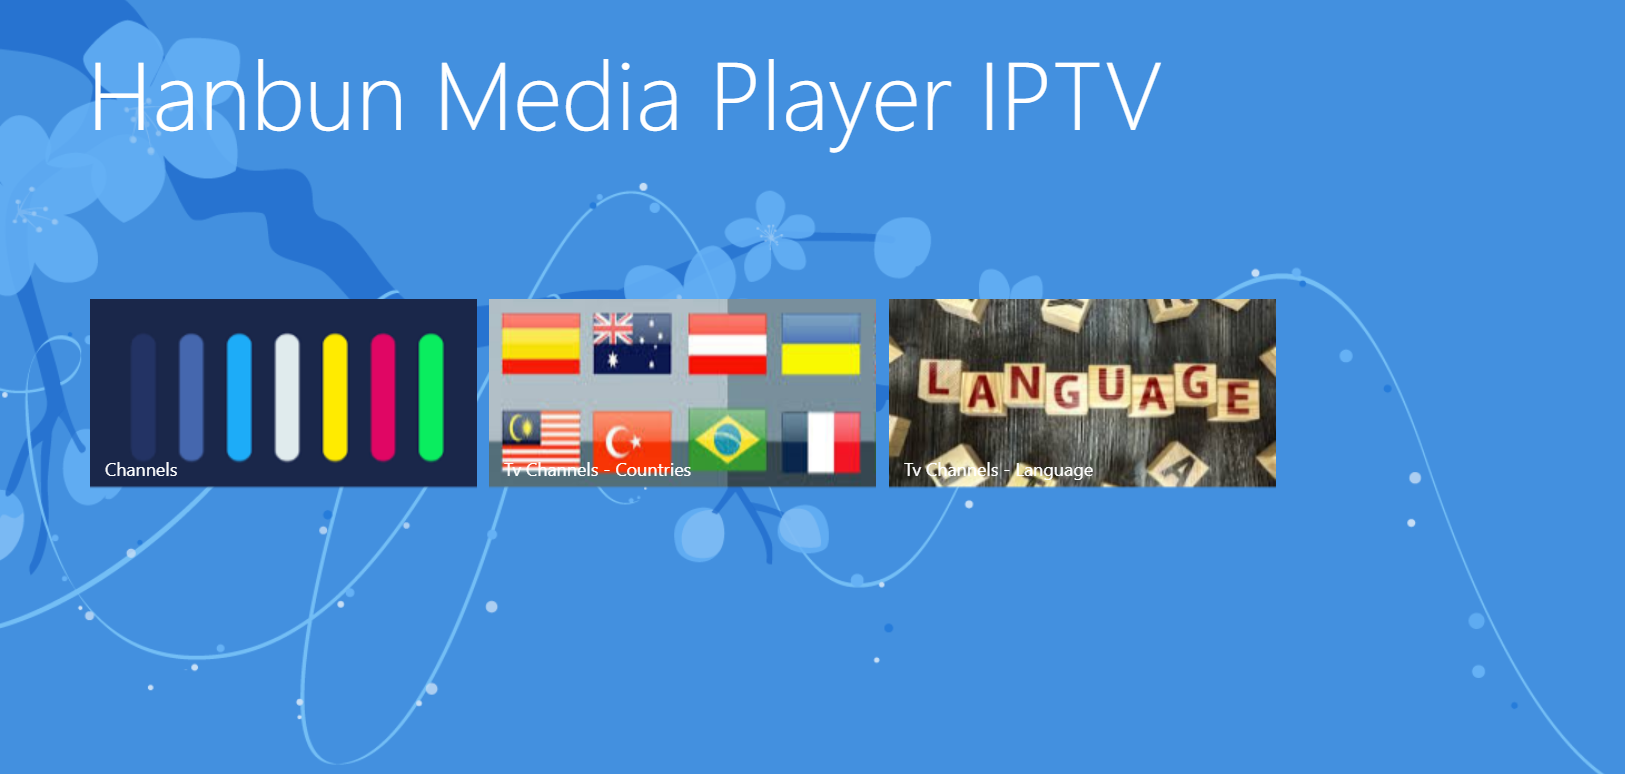 Hanbun Media Player IPTV
Channels
Tv Channels - Countries
LANGUAGE
Tv Channels - Language